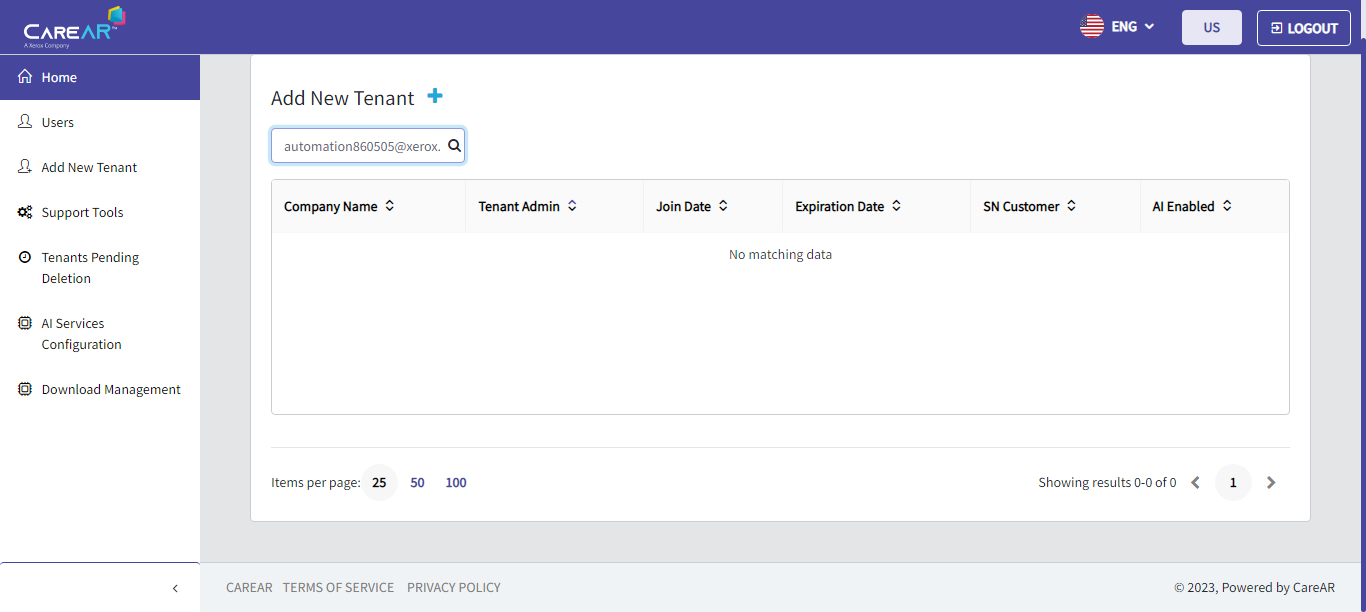 CAREAR™
A Xerox Company
ENG
US
LOGOUT
Home
Users
Add New Tenant
Support Tools
Tenants Pending
Deletion
AI Services
Configuration
Download Management
Add New Tenant
automation860505@xerox.
Company Name
Tenant Admin
Join Date
Expiration Date
SN Customer
AI Enabled
No matching data
Items per page: 25 50 100
Showing results 0-0 of 0
1
CAREAR
TERMS OF SERVICE
PRIVACY POLICY
© 2023, Powered by CareAR